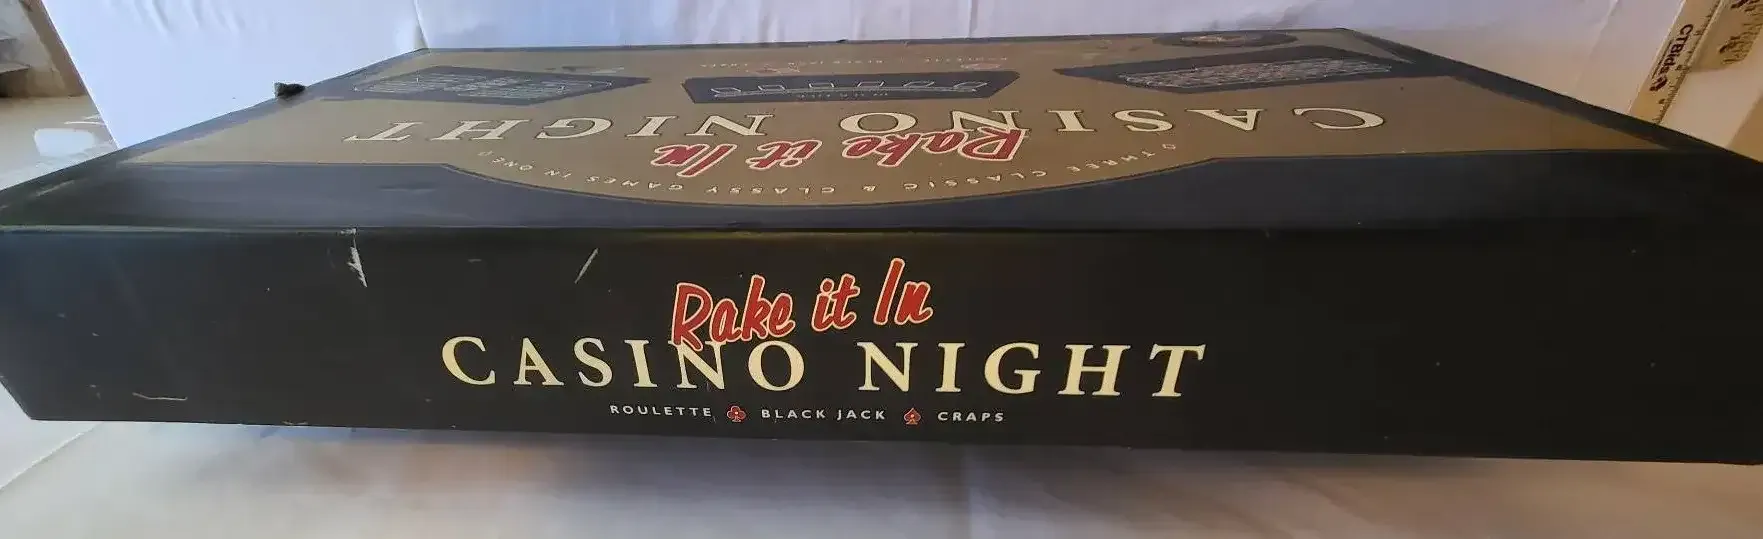 CASINO NIGHT
Rake it In
THREE CLASSIC & CLASSY GAMES IN ONE
Rake it In
CASINO NIGHT
ROULETTE BLACK JACK CRAPS
CTBids